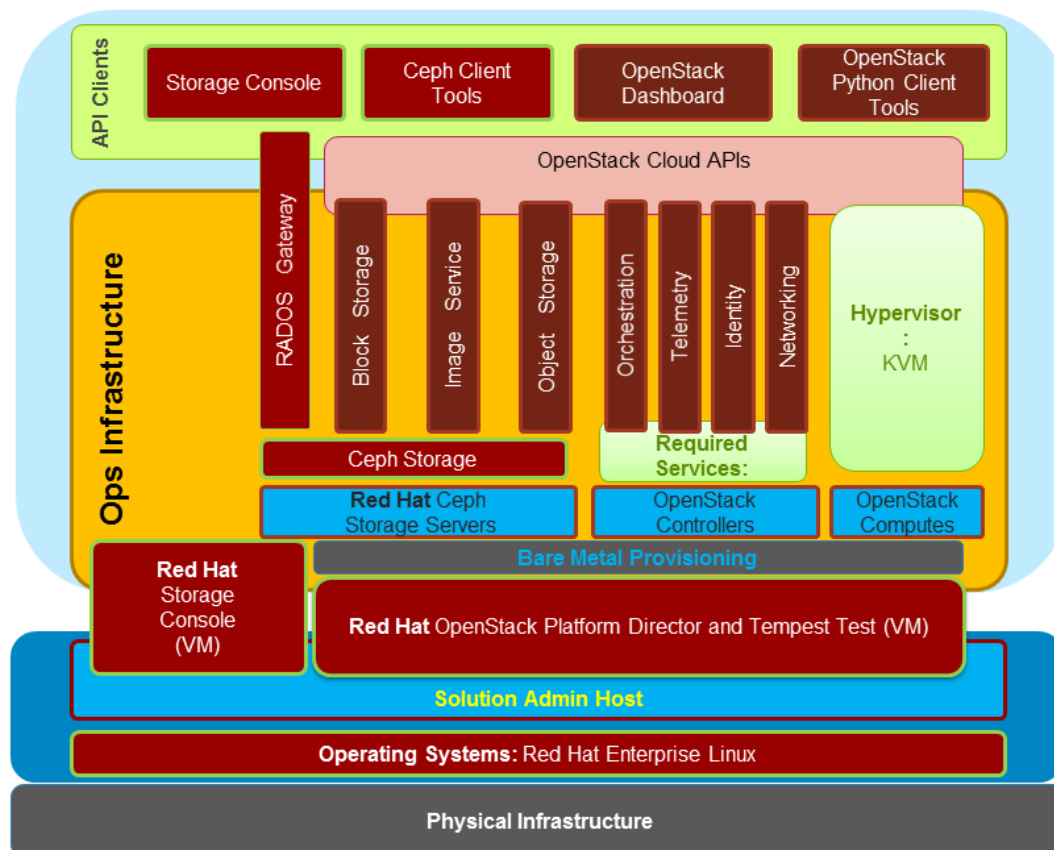 API Clients
Storage Console
Ceph Client
Tools
OpenStack
Dashboard
OpenStack
Python Client
Tools
OpenStack Cloud APIs
Ops Infrastructure
RADOS Gateway
Block Storage
Image Service
Object Storage
Orchestration
Telemetry
Identity
Networking
Hypervisor
:
KVM
Ceph Storage
Required
Services:
Red Hat Ceph
Storage Servers
OpenStack
Controllers
OpenStack
Computes
Bare Metal Provisioning
Red Hat
Storage
Console
(VM)
Red Hat OpenStack Platform Director and Tempest Test (VM)
Solution Admin Host
Operating Systems: Red Hat Enterprise Linux
Physical Infrastructure